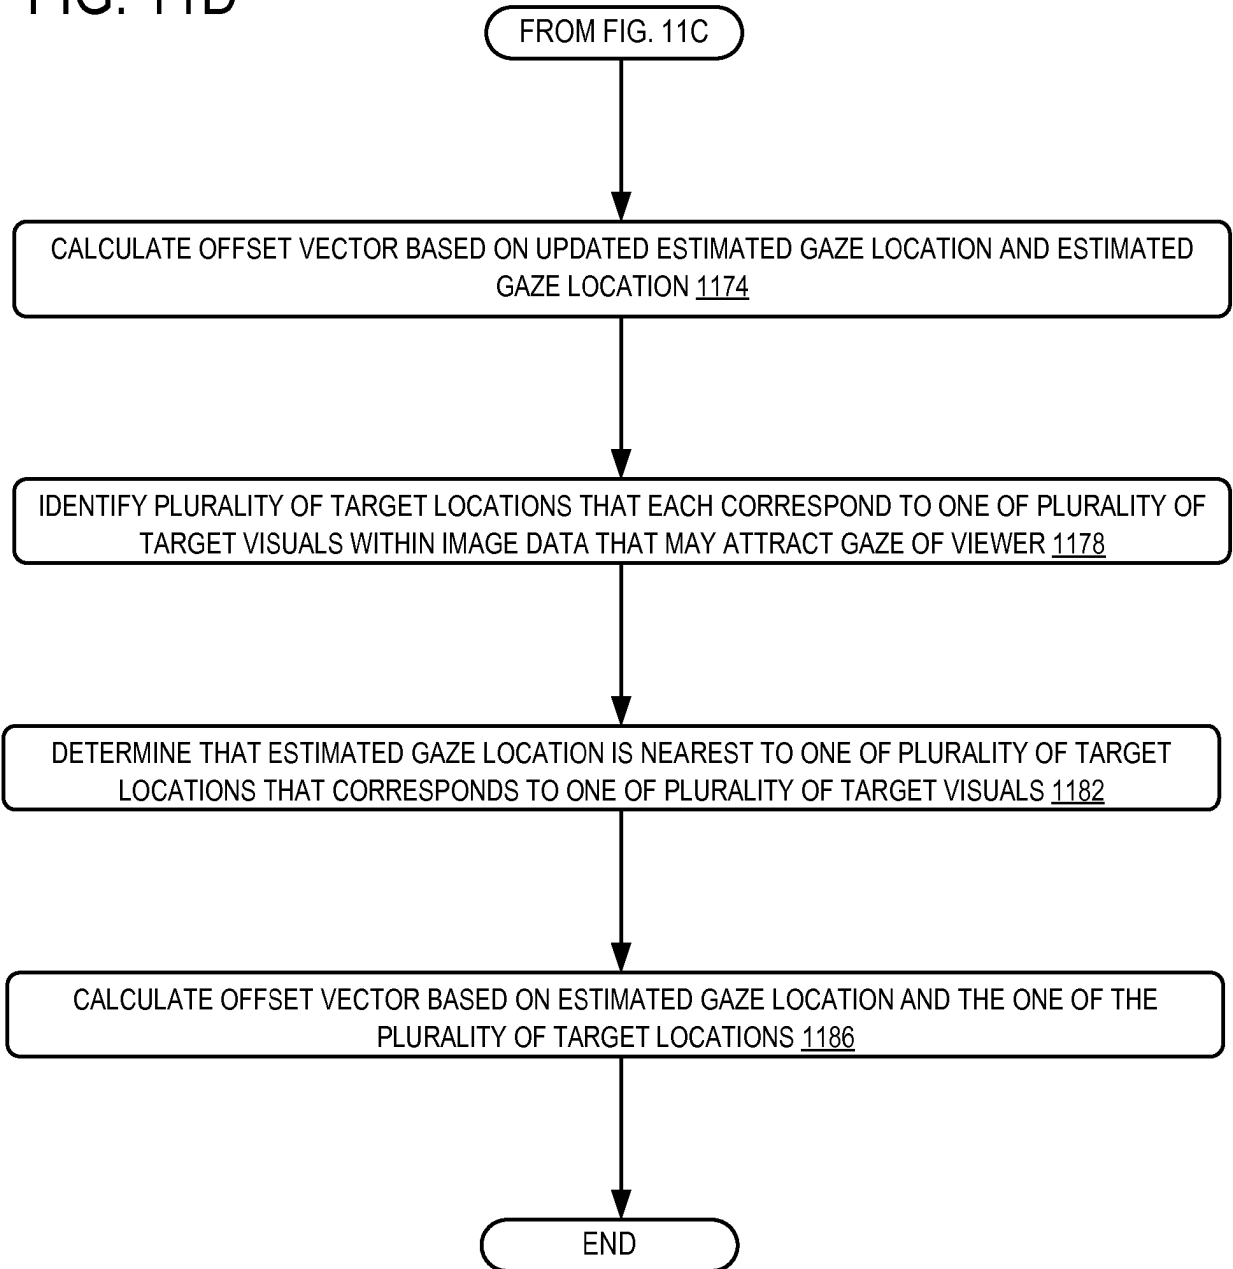 FIG. 11D
FROM FIG. 11C
CALCULATE OFFSET VECTOR BASED ON UPDATED ESTIMATED GAZE LOCATION AND ESTIMATED
GAZE LOCATION 1174
IDENTIFY PLURALITY OF TARGET LOCATIONS THAT EACH CORRESPOND TO ONE OF PLURALITY OF
TARGET VISUALS WITHIN IMAGE DATA THAT MAY ATTRACT GAZE OF VIEWER 1178
DETERMINE THAT ESTIMATED GAZE LOCATION IS NEAREST TO ONE OF PLURALITY OF TARGET
LOCATIONS THAT CORRESPONDS TO ONE OF PLURALITY OF TARGET VISUALS 1182
CALCULATE OFFSET VECTOR BASED ON ESTIMATED GAZE LOCATION AND THE ONE OF THE
PLURALITY OF TARGET LOCATIONS 1186
END